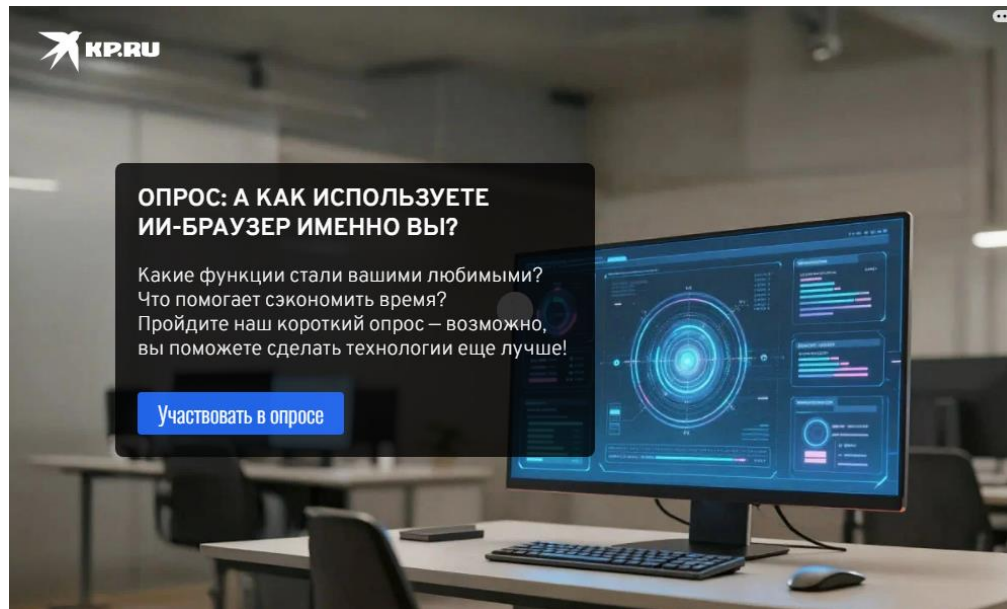 KP.RU
ОПРОС: А КАК ИСПОЛЬЗУЕТЕ
ИИ-БРАУЗЕР ИМЕННО ВЫ?
Какие функции стали вашими любимыми?
Что помогает сэкономить время?
Пройдите наш короткий опрос — возможно,
вы поможете сделать технологии еще лучше!
Участвовать в опросе